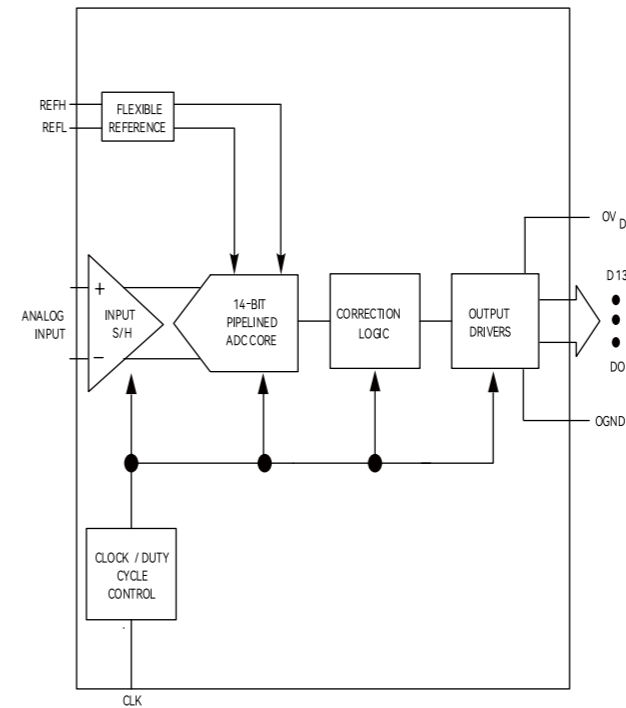 REFH
REFL
FLEXIBLE
REFERENCE
OV D
D13
DO
OGND
ANALOG
INPUT
+
−
INPUT
S/H
14-BIT
PIPELINED
ADC CORE
CORRECTION
LOGIC
OUTPUT
DRIVERS
CLOCK / DUTY
CYCLE
CONTROL
CLK